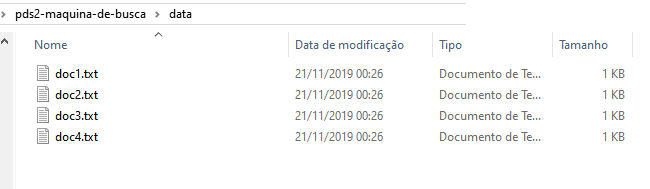 pds2-maquina-de-busca > data
Nome Data de modificação Tipo Tamanho
doc1.txt 21/11/2019 00:26 Documento de Te... 1 KB
doc2.txt 21/11/2019 00:26 Documento de Te... 1 KB
doc3.txt 21/11/2019 00:26 Documento de Te... 1 KB
doc4.txt 21/11/2019 00:26 Documento de Te... 1 KB